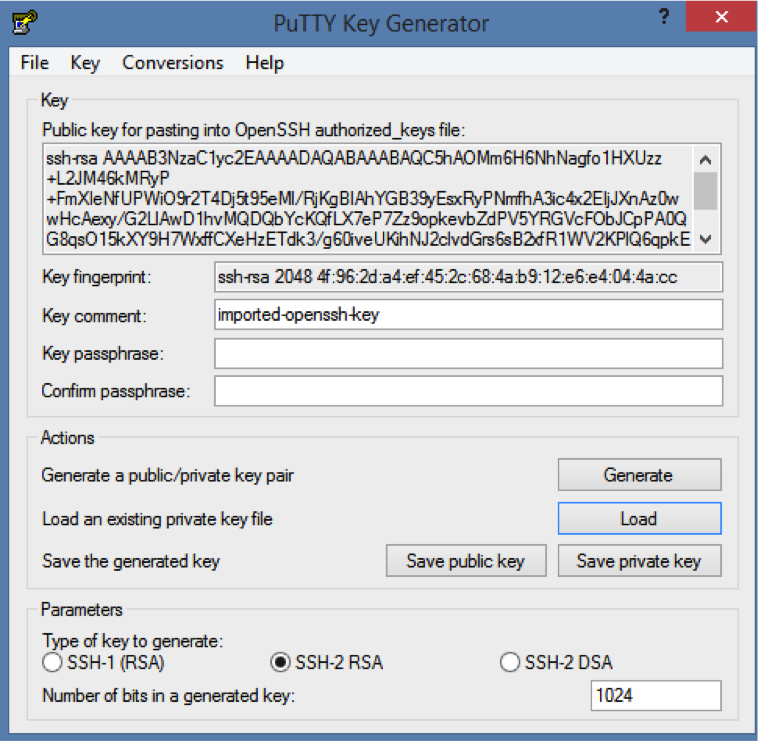 PuTTY Key Generator
?
File Key Conversions Help
Key
Public key for pasting into OpenSSH authorized_keys file:
ssh-rsa AAAAB3NzaC1yc2EAAAADAQABAAABAQC5hAOMm6H6NhNagfo1HXUzz
+L2JM46kMRyP
+FmXIeNfUPWiO9r2T4Dj5t95eMI/RjKgBIAhYGB39yEsxRyPNmfhA3ic4x2EIjJXnAz0w
wHcAexy/G2LIAwD1hvMQDQbYcKQfLX7eP7Zz9opkevbZdPV5YRGVcFObJCpPA0Q
G8qsO15kXY9H7WxffCXeHzETdk3/g60iveUKihNJ2clvdGrs6sB2xfR1WV2KPlQ6qpkE
Key fingerprint: ssh-rsa 2048 4f:96:2d:a4:ef:45:2c:68:4a:b9:12:e6:e4:04:4a:cc
Key comment: imported-openssh-key
Key passphrase:
Confirm passphrase:
Actions
Generate a public/private key pair Generate
Load an existing private key file Load
Save the generated key Save public key Save private key
Parameters
Type of key to generate:
SSH-1 (RSA) SSH-2 RSA SSH-2 DSA
Number of bits in a generated key: 1024